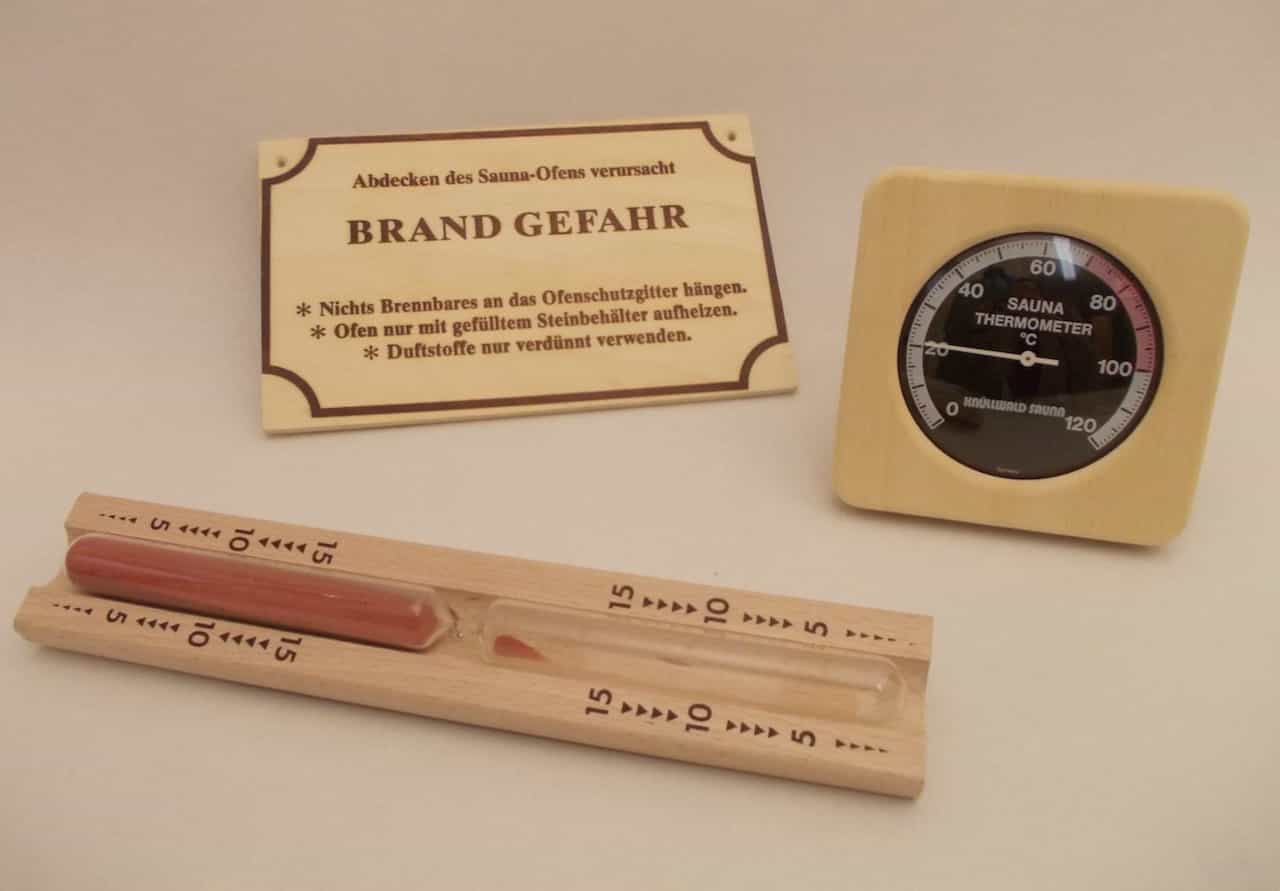 Abdecken des Sauna-Ofens verursacht
BRAND GEFAHR
* Nichts Brennbares an das Ofenschutzgitter hängen.
* Ofen nur mit gefülltem Steinbehälter aufheizen.
* Duftstoffe nur verdünnt verwenden.
0
20
40
60
80
100
120
SAUNA
THERMOMETER
°C
KNÜLLWALD SAUNA
5 10 15
15 10 5
5 10 15
15 10 5